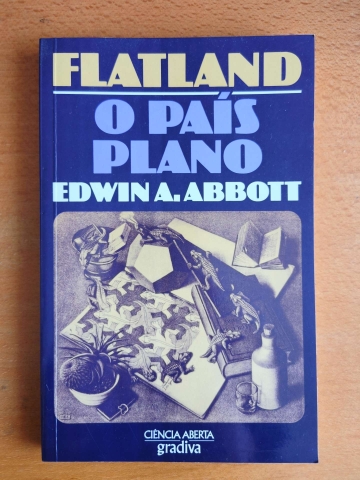 FLATLAND
O PAÍS
PLANO
EDWIN A. ABBOTT
CIÊNCIA ABERTA
gradiva